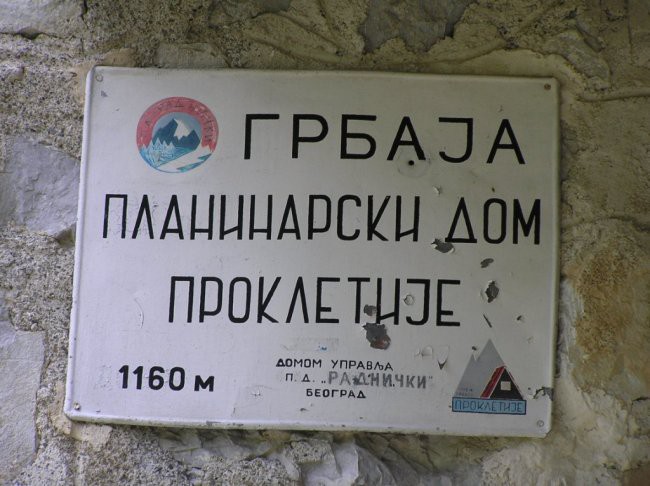 ГРБАЈА
ПЛАНИНАРСКИ ДОМ
ПРОКЛЕТИЈЕ
1160 м
ДОМОМ УПРАВЉА
П. Д. „РАДНИЧКИ"
БЕОГРАД
ПРОКЛЕТИЈЕ